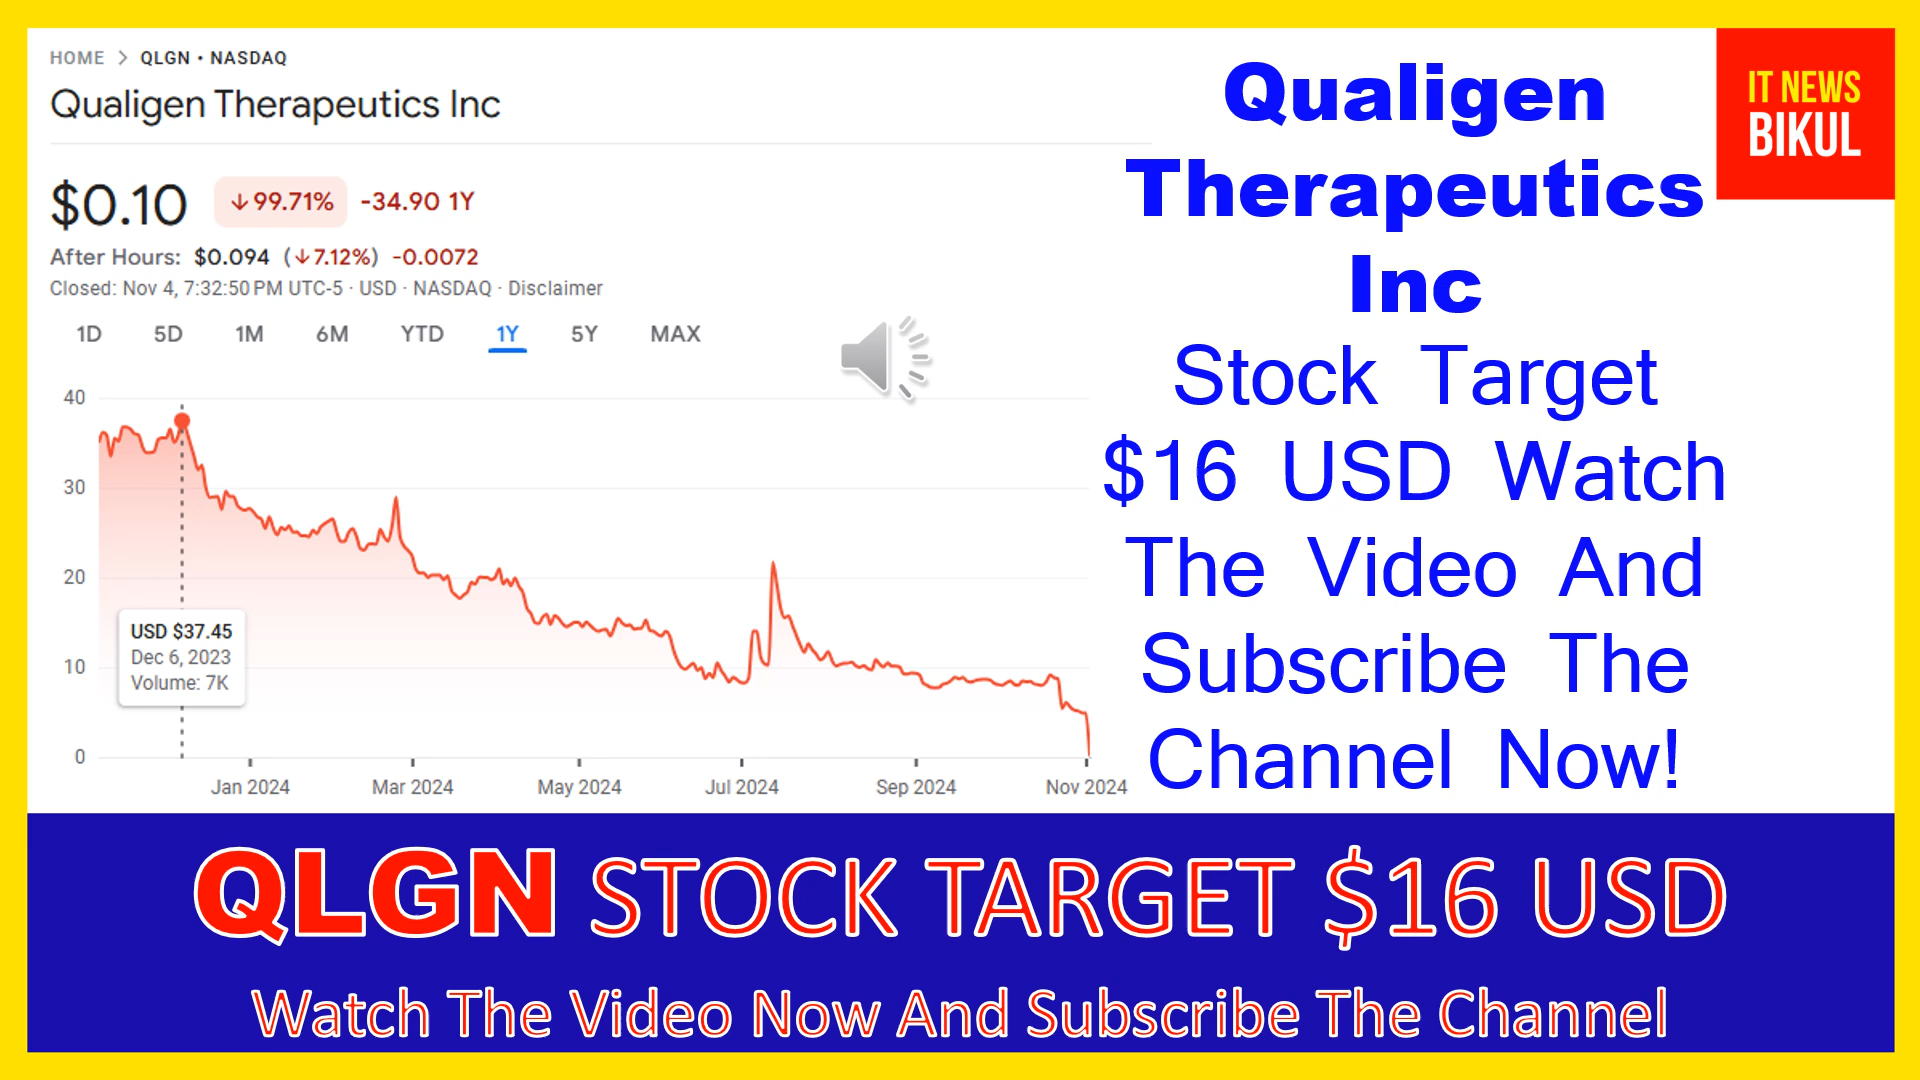 HOME > QLGN • NASDAQ
Qualigen Therapeutics Inc
$0.10 ↓99.71% -34.90 1Y
After Hours: $0.094 (↓7.12%) -0.0072
Closed: Nov 4, 7:32:50 PM UTC-5 · USD · NASDAQ · Disclaimer
1D 5D 1M 6M YTD 1Y 5Y MAX
40
30
20
10
0
USD $37.45
Dec 6, 2023
Volume: 7K
Jan 2024 Mar 2024 May 2024 Jul 2024 Sep 2024 Nov 2024
Qualigen
Therapeutics
Inc
Stock Target
$16 USD Watch
The Video And
Subscribe The
Channel Now!
IT NEWS
BIKUL
QLGN STOCK TARGET $16 USD
Watch The Video Now And Subscribe The Channel